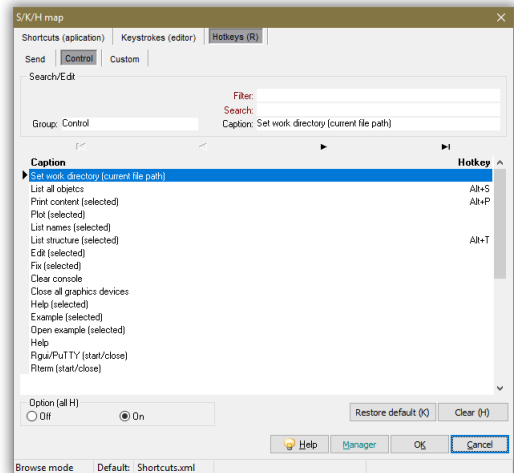 S/K/H map
Shortcuts (aplication) Keystrokes (editor) Hotkeys (R)
Send Control Custom
Search/Edit
Filter:
Search:
Group: Control Caption: Set work directory (current file path)
Caption Hotkey
Set work directory (current file path)
List all objetcs Alt+S
Print content (selected) Alt+P
Plot (selected)
List names (selected)
List structure (selected) Alt+T
Edit (selected)
Fix (selected)
Clear console
Close all graphics devices
Help (selected)
Example (selected)
Open example (selected)
Help
Rgui/PuTTY (start/close)
Rterm (start/close)
Option (all H)
Off On Restore default (K) Clear (H)
Help Manager OK Cancel
Browse mode Default: Shortcuts.xml